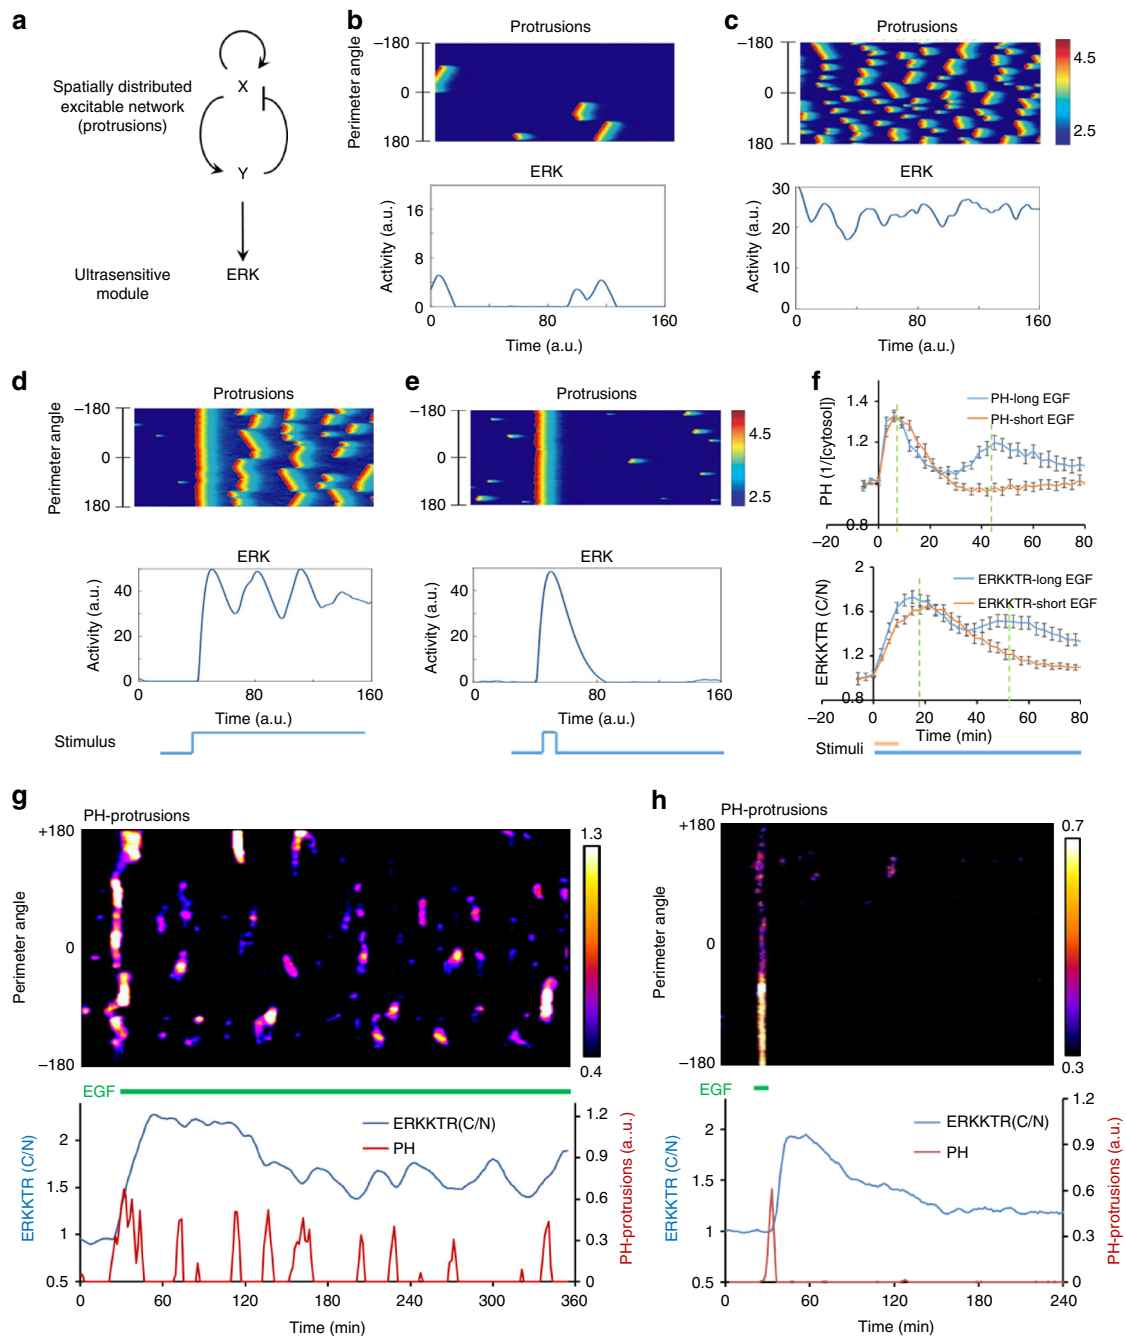 a
Spatially distributed
excitable network
(protrusions)
X
Y
Ultrasensitive
module
ERK
b
Protrusions
Perimeter angle
−180
0
180
ERK
Activity (a.u.)
16
8
0
0 80 160
Time (a.u.)
c
Protrusions
−180
0
180
4.5
2.5
ERK
Activity (a.u.)
30
20
10
0
0 80 160
Time (a.u.)
d
Protrusions
Perimeter angle
−180
0
180
ERK
Activity (a.u.)
40
20
0
0 80 160
Time (a.u.)
Stimulus
e
Protrusions
−180
0
180
4.5
2.5
ERK
Activity (a.u.)
40
20
0
0 80 160
Time (a.u.)
f
PH (1/[cytosol])
1.4
1.2
0.8
PH-long EGF
PH-short EGF
−20 0 20 40 60 80
ERKKTR (C/N)
2
1.6
1.2
0.8
ERKKTR-long EGF
ERKKTR-short EGF
−20 0 20 40 60 80
Time (min)
Stimuli
g
PH-protrusions
Perimeter angle
+180
0
−180
1.3
0.4
EGF
ERKKTR (C/N)
2
1.5
1
0.5
ERKKTR(C/N)
PH
1.2
0.9
0.6
0.3
0
PH-protrusions (a..u.)
0 60 120 180 240 300 360
Time (min)
h
PH-protrusions
Perimeter angle
+180
0
−180
0.7
0.3
EGF
ERKKTR (C/N)
2
1.5
1
0.5
ERKKTR(C/N)
PH
1.2
0.9
0.6
0.3
0
PH-protrusions (a.u.)
0 60 120 180 240
Time (min)